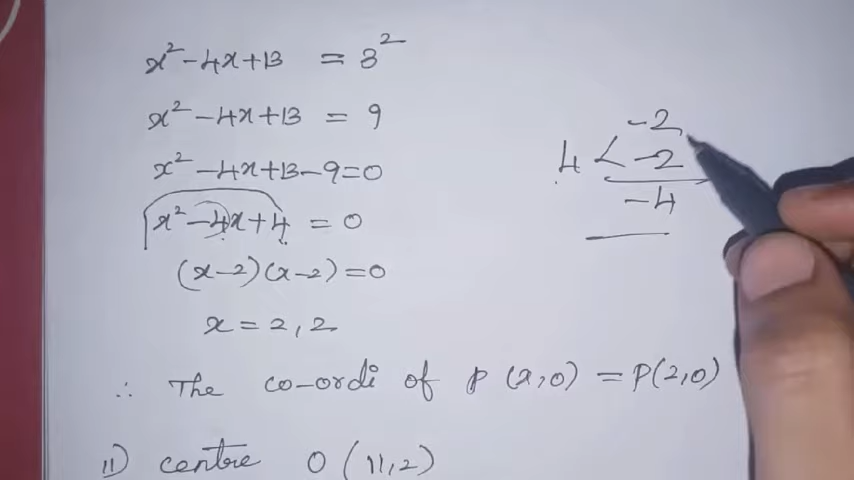 x² - 4x + 13 = 3²
x² - 4x + 13 = 9
x² - 4x + 13 - 9 = 0
x² - 4x + 4 = 0
(x - 2)(x - 2) = 0
x = 2, 2
∴ The co-ordi of P (x, 0) = P(2, 0)
ii) centre O (11, 2)
-2
4 < -2
-4